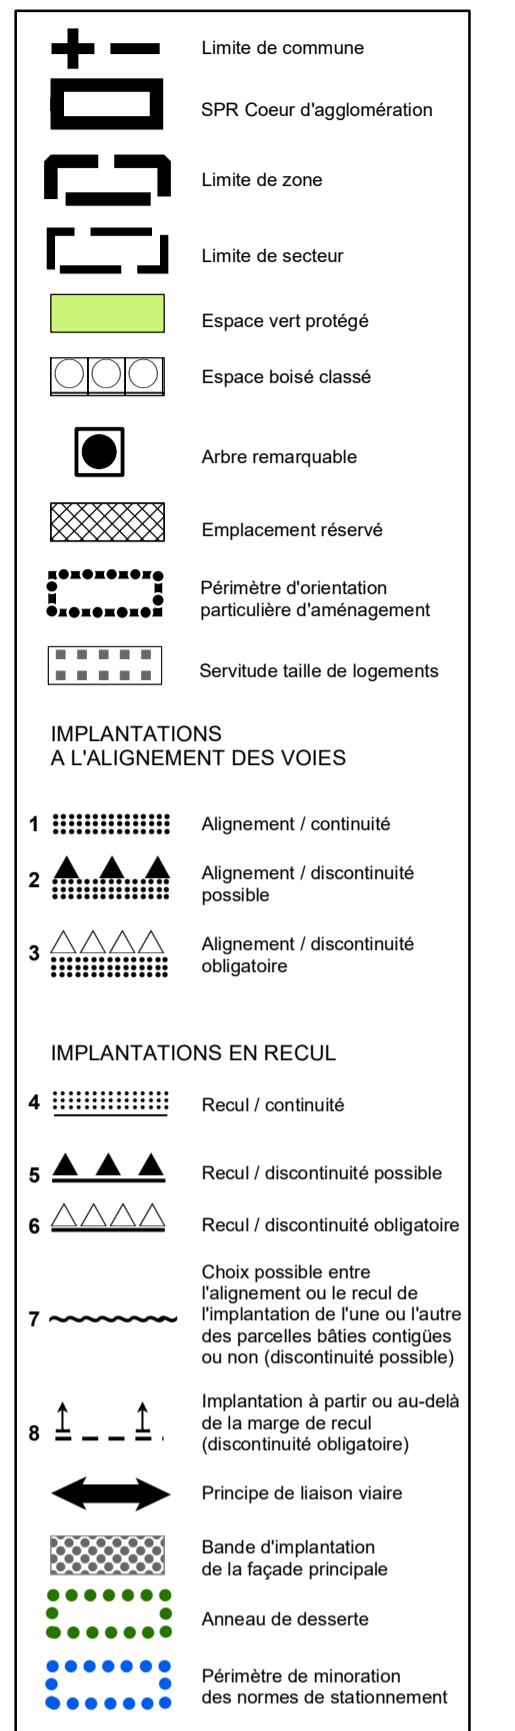 Limite de commune
SPR Coeur d'agglomération
Limite de zone
Limite de secteur
Espace vert protégé
Espace boisé classé
Arbre remarquable
Emplacement réservé
Périmètre d'orientation
particulière d'aménagement
Servitude taille de logements
IMPLANTATIONS
A L'ALIGNEMENT DES VOIES
1 Alignement / continuité
2 Alignement / discontinuité
possible
3 Alignement / discontinuité
obligatoire
IMPLANTATIONS EN RECUL
4 Recul / continuité
5 Recul / discontinuité possible
6 Recul / discontinuité obligatoire
Choix possible entre
l'alignement ou le recul de
7 l'implantation de l'une ou l'autre
des parcelles bâties contigües
ou non (discontinuité possible)
Implantation à partir ou au-delà
8 de la marge de recul
(discontinuité obligatoire)
Principe de liaison viaire
Bande d'implantation
de la façade principale
Anneau de desserte
Périmètre de minoration
des normes de stationnement